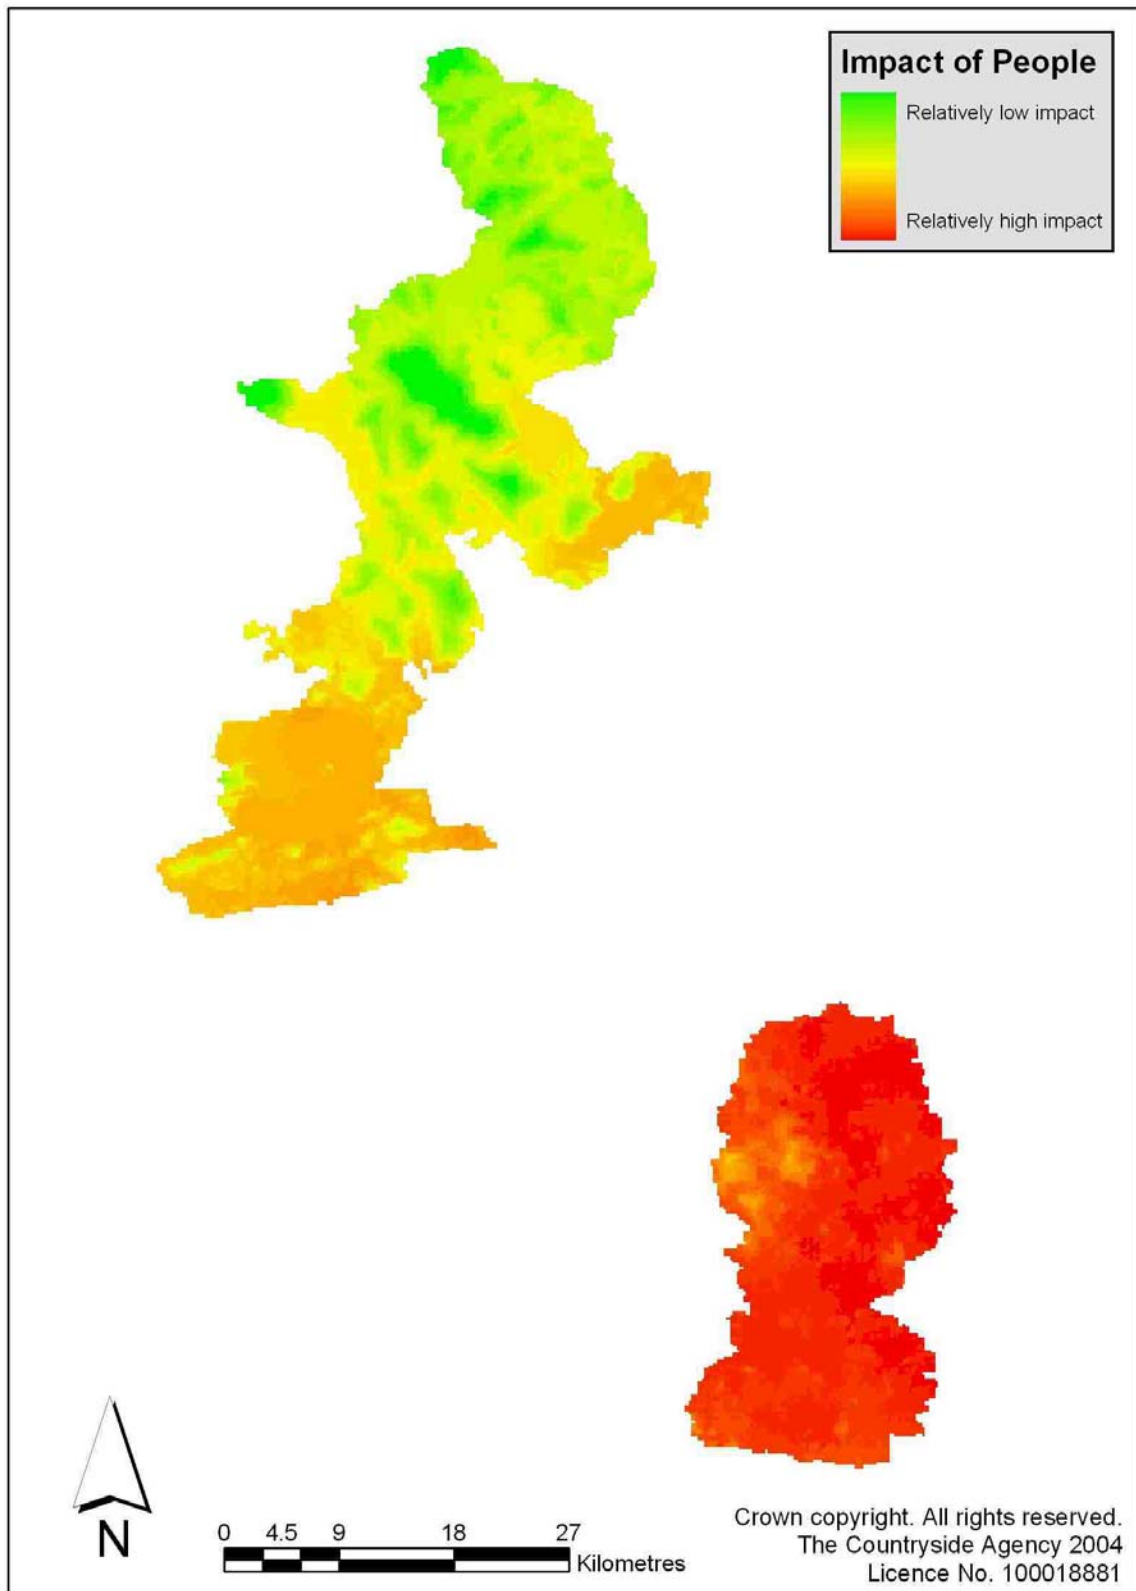 Impact of People
Relatively low impact
Relatively high impact
N
0 4.5 9 18 27
Kilometres
Crown copyright. All rights reserved.
The Countryside Agency 2004
Licence No. 100018881